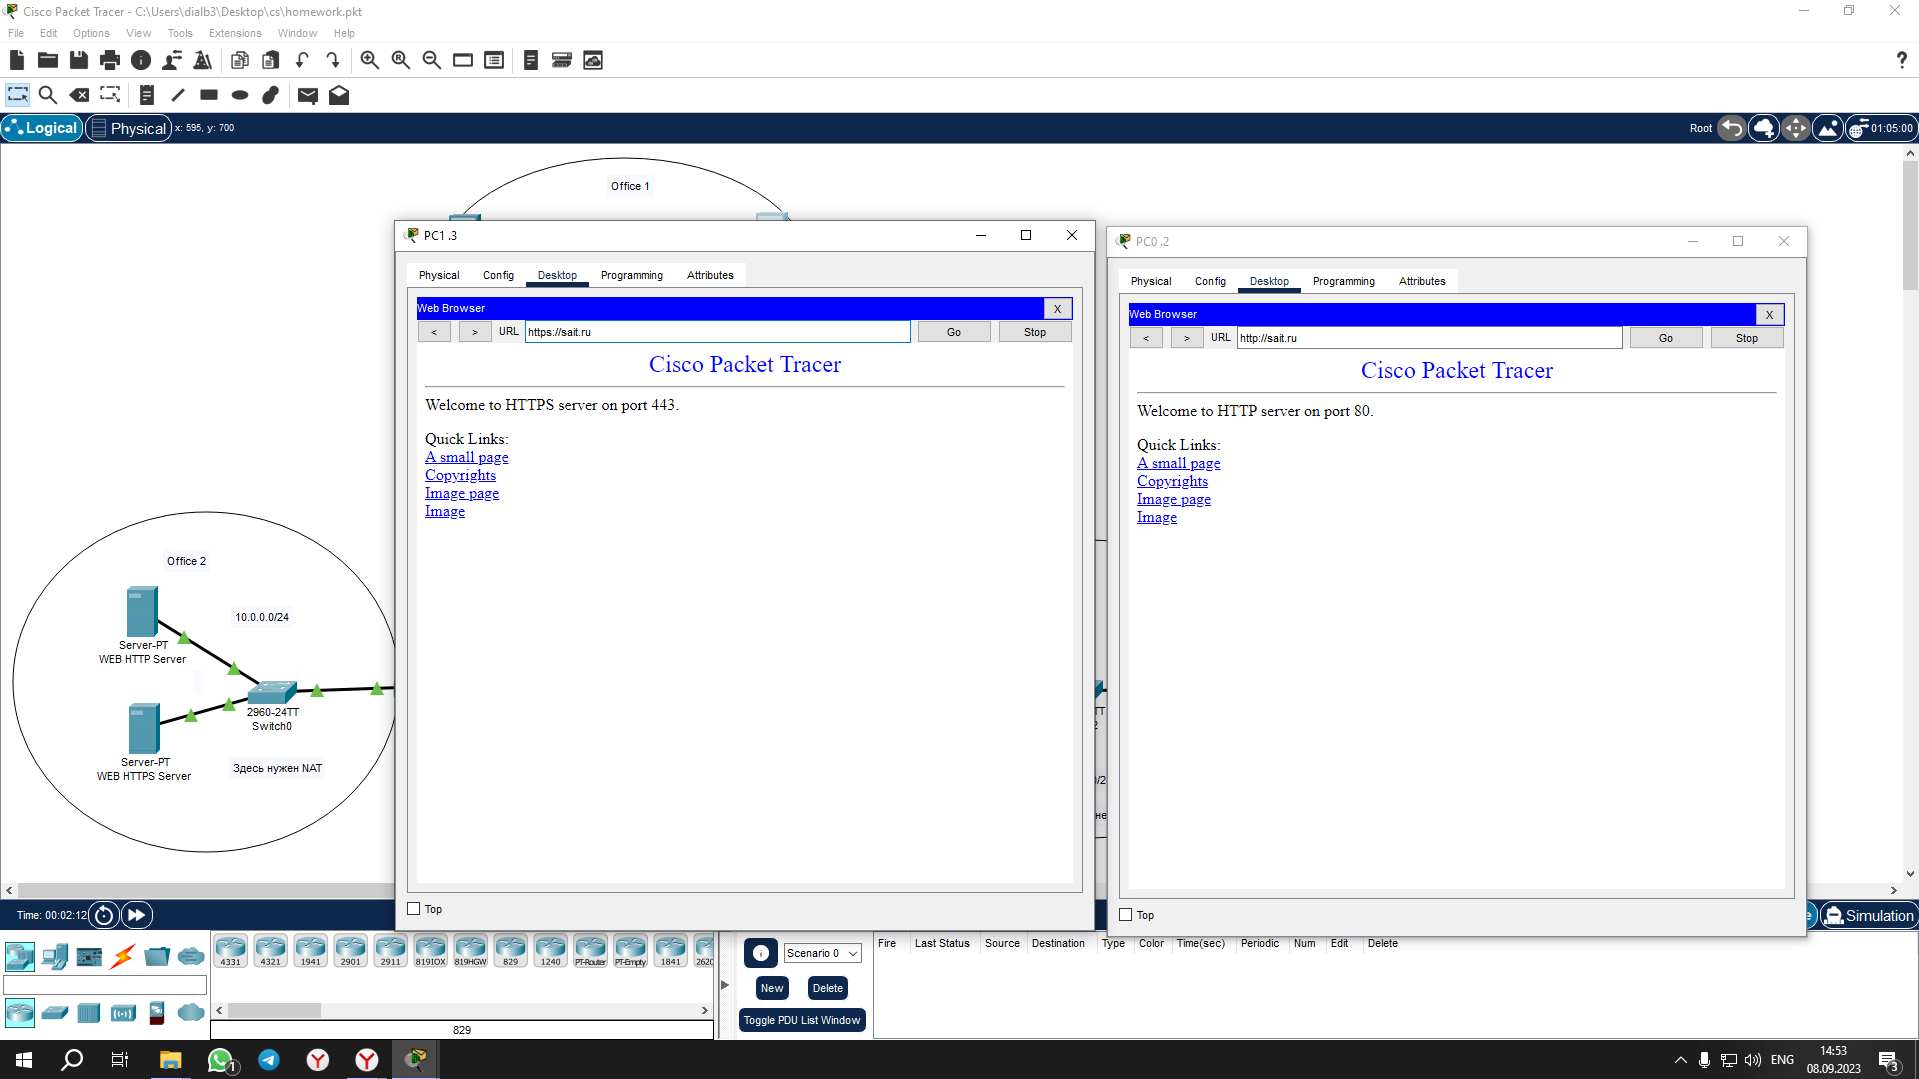 Cisco Packet Tracer - C:\Users\dialb3\Desktop\cs\homework.pkt
File Edit Options View Tools Extensions Window Help
Logical Physical x: 595, y: 700 Root 01:05:00
Office 1
PC1 .3
Physical Config Desktop Programming Attributes
Web Browser X
< > URL https://sait.ru Go Stop
Cisco Packet Tracer
Welcome to HTTPS server on port 443.
Quick Links:
A small page
Copyrights
Image page
Image
Top
PC0 .2
Physical Config Desktop Programming Attributes
Web Browser X
< > URL http://sait.ru Go Stop
Cisco Packet Tracer
Welcome to HTTP server on port 80.
Quick Links:
A small page
Copyrights
Image page
Image
Top
Office 2
10.0.0.0/24
Server-PT
WEB HTTP Server
2960-24TT
Switch0
Server-PT
WEB HTTPS Server
Здесь нужен NAT
TT
2
/2
не
Time: 00:02:12 Simulation
4331 4321 1941 2901 2911 819IOX 819HGW 829 1240 PT-Router PT-Empty 1841 2620
829
Scenario 0
New Delete
Toggle PDU List Window
Fire Last Status Source Destination Type Color Time(sec) Periodic Num Edit Delete
1
ENG
14:53
08.09.2023
3